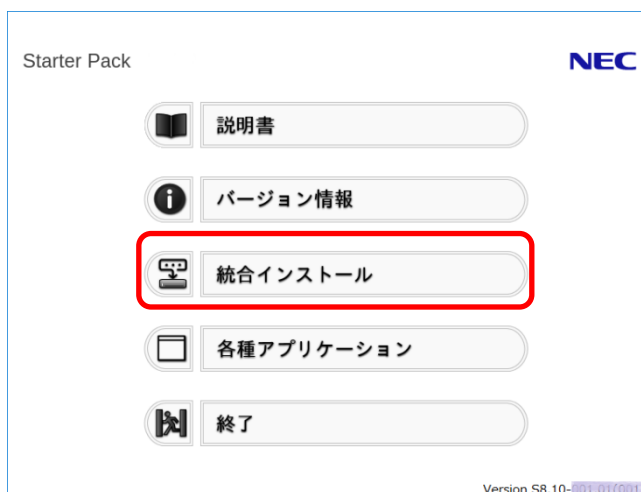 Starter Pack
NEC
説明書
バージョン情報
統合インストール
各種アプリケーション
終了
Version S8.10-